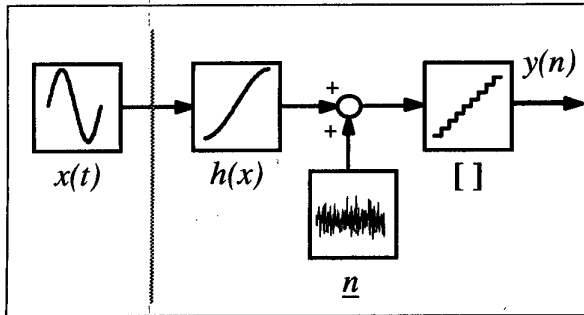 y(n)
+
+
x(t)
h(x)
[ ]
n